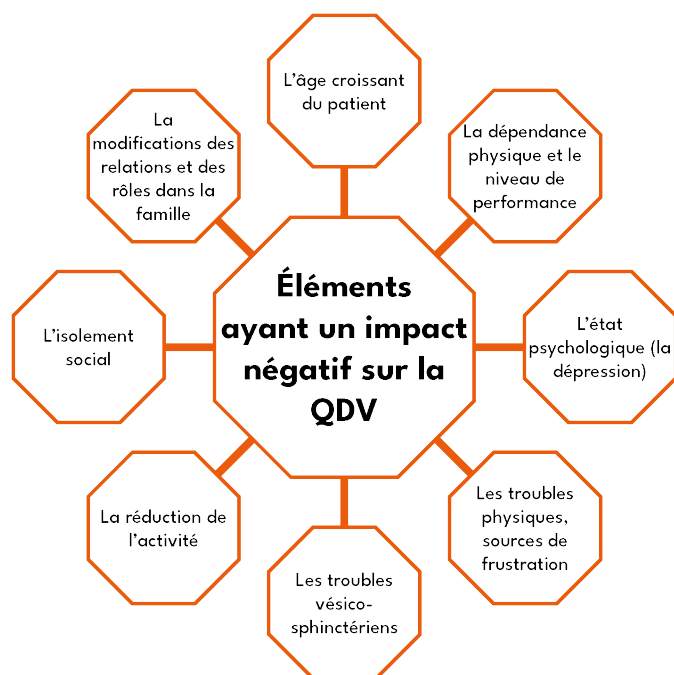 Éléments
ayant un impact
négatif sur la
QDV
L'âge croissant
du patient
La dépendance
physique et le
niveau de
performance
L'état
psychologique (la
dépression)
Les troubles
physiques,
sources de
frustration
Les troubles
vésico-
sphinctériens
La réduction de
l'activité
L'isolement
social
La
modifications des
relations et des
rôles dans la
famille